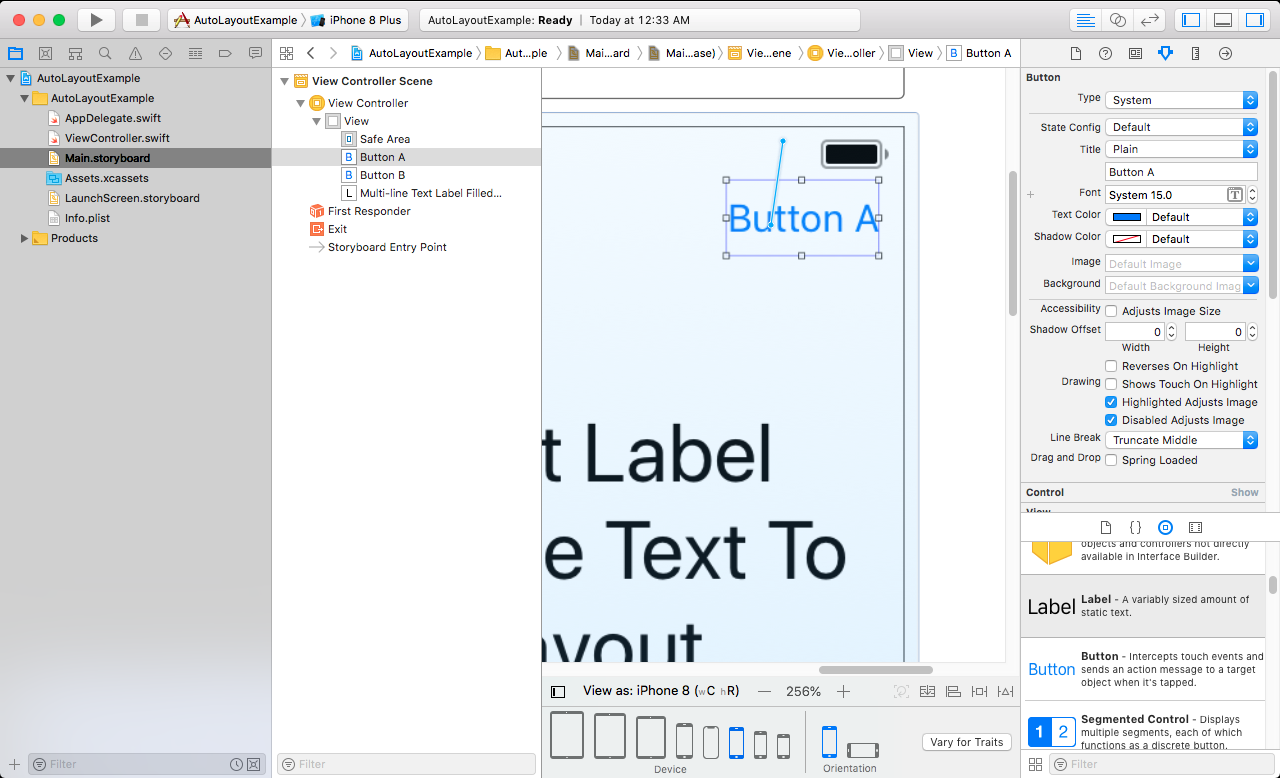 AutoLayoutExample
iPhone 8 Plus
AutoLayoutExample: Ready | Today at 12:33 AM
AutoLayoutExample
Aut...ple
Mai...ard
Mai...ase)
Vie...ene
Vie...oller
View
B Button A
AutoLayoutExample
AutoLayoutExample
AppDelegate.swift
ViewController.swift
Main.storyboard
Assets.xcassets
LaunchScreen.storyboard
Info.plist
Products
Filter
View Controller Scene
View Controller
View
Safe Area
B Button A
B Button B
L Multi-line Text Label Filled...
First Responder
Exit
Storyboard Entry Point
Filter
Button A
t Label
e Text To
ayout
View as: iPhone 8 (wC hR)
256%
Device
Orientation
Vary for Traits
Button
Type System
State Config Default
Title Plain
Button A
Font System 15.0 T
Text Color Default
Shadow Color Default
Image Default Image
Background Default Background Imag
Accessibility Adjusts Image Size
Shadow Offset 0 0
Width Height
Reverses On Highlight
Drawing Shows Touch On Highlight
Highlighted Adjusts Image
Disabled Adjusts Image
Line Break Truncate Middle
Drag and Drop Spring Loaded
Control Show
View
{ }
objects and controllers not directly
available in Interface Builder.
Label
Label - A variably sized amount of
static text.
Button
Button - Intercepts touch events and
sends an action message to a target
object when it's tapped.
1 2
Segmented Control - Displays
multiple segments, each of which
functions as a discrete button.
Filter